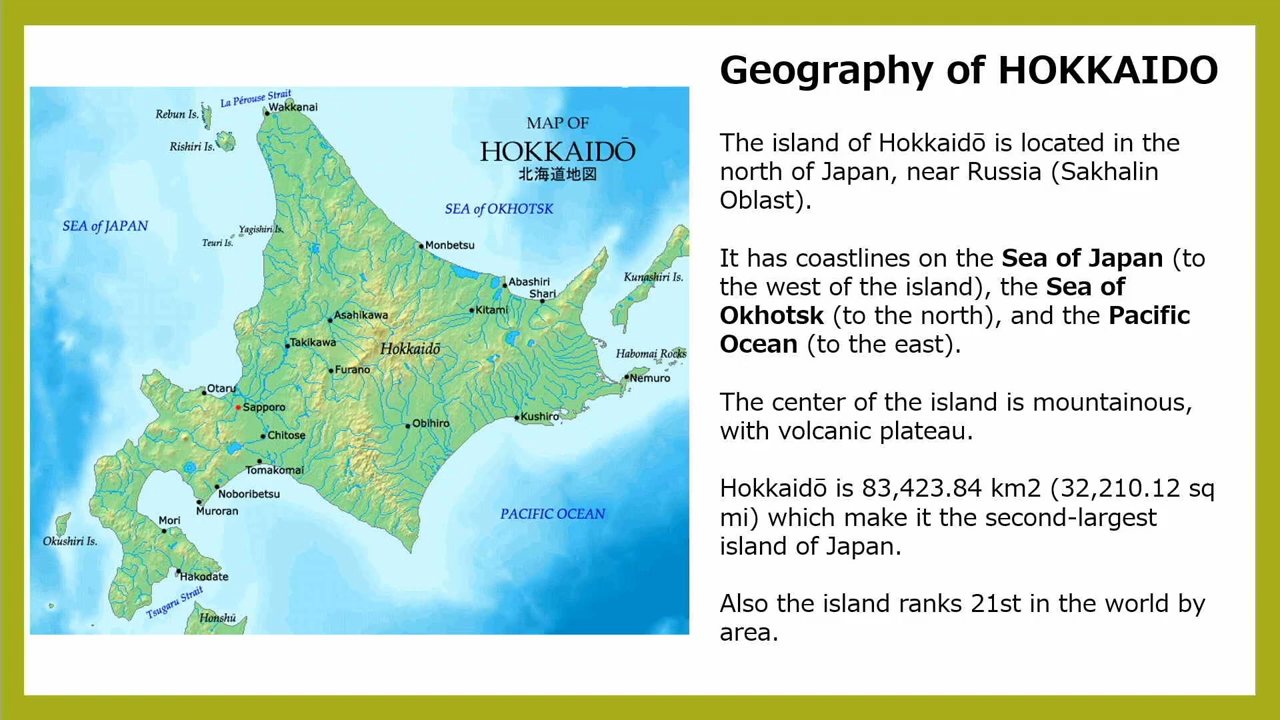 Geography of HOKKAIDO
The island of Hokkaidō is located in the
north of Japan, near Russia (Sakhalin
Oblast).
It has coastlines on the Sea of Japan (to
the west of the island), the Sea of
Okhotsk (to the north), and the Pacific
Ocean (to the east).
The center of the island is mountainous,
with volcanic plateau.
Hokkaidō is 83,423.84 km2 (32,210.12 sq
mi) which make it the second-largest
island of Japan.
Also the island ranks 21st in the world by
area.
MAP OF
HOKKAIDŌ
北海道地図
La Pérouse Strait
Wakkanai
Rebun Is.
Rishiri Is.
SEA of JAPAN
SEA of OKHOTSK
Yagishiri Is.
Teuri Is.
Monbetsu
Abashiri
Shari
Kunashiri Is.
Kitami
Asahikawa
Takikawa
Hokkaidō
Habomai Rocks
Furano
Nemuro
Otaru
Sapporo
Kushiro
Obihiro
Chitose
Tomakomai
Noboribetsu
Muroran
PACIFIC OCEAN
Mori
Okushiri Is.
Hakodate
Tsugaru Strait
Honshū